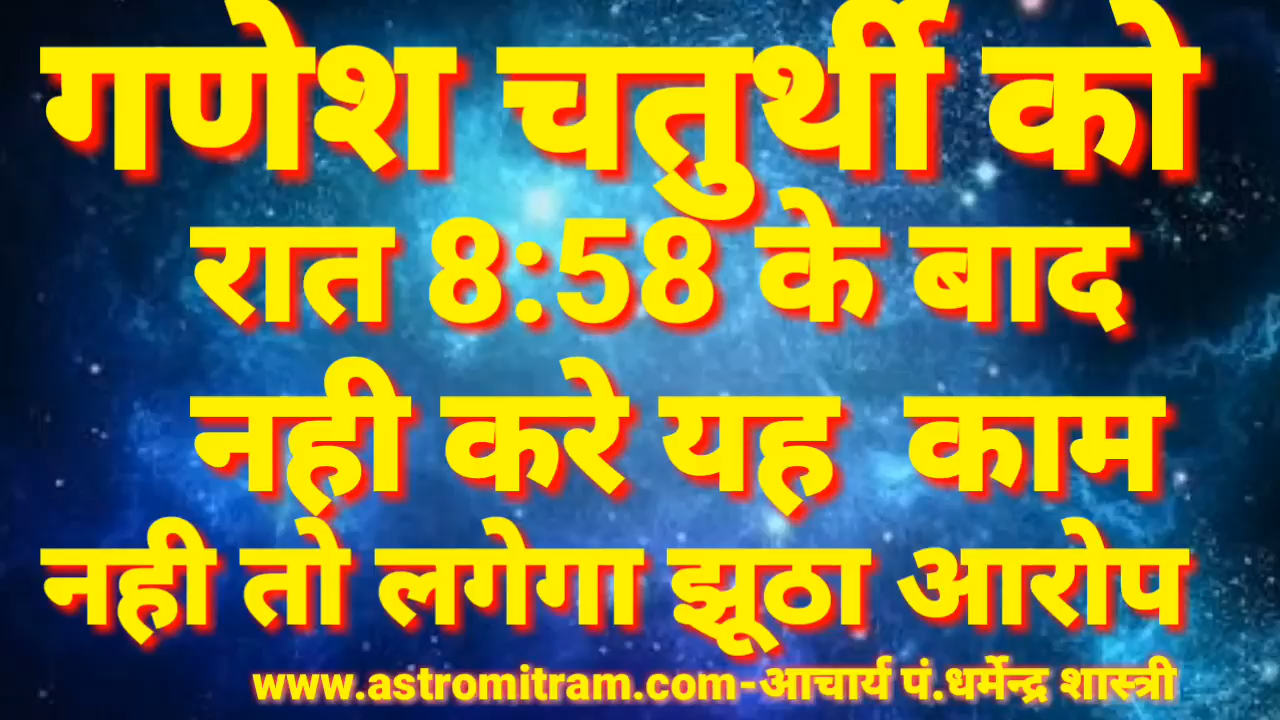 गणेश चतुर्थी को
रात 8:58 के बाद
नही करे यह काम
नही तो लगेगा झूठा आरोप
www.astromitram.com-आचार्य पं.धर्मेन्द्र शास्त्री